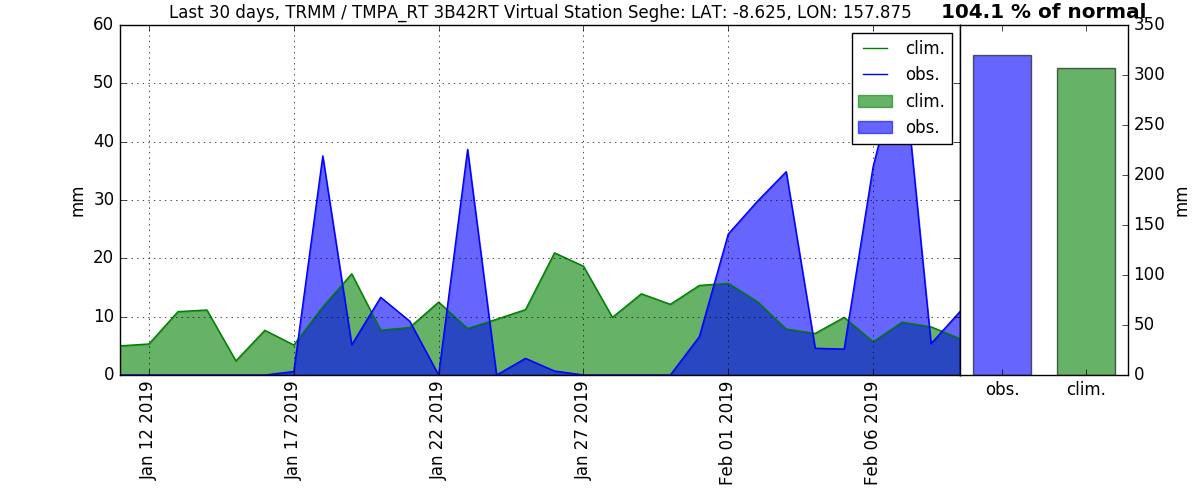 Last 30 days, TRMM / TMPA_RT 3B42RT Virtual Station Seghe: LAT: -8.625, LON: 157.875
104.1 % of normal
60
50
40
30
20
10
0
mm
clim.
obs.
clim.
obs.
350
300
250
200
150
100
50
0
mm
Jan 12 2019
Jan 17 2019
Jan 22 2019
Jan 27 2019
Feb 01 2019
Feb 06 2019
obs.
clim.